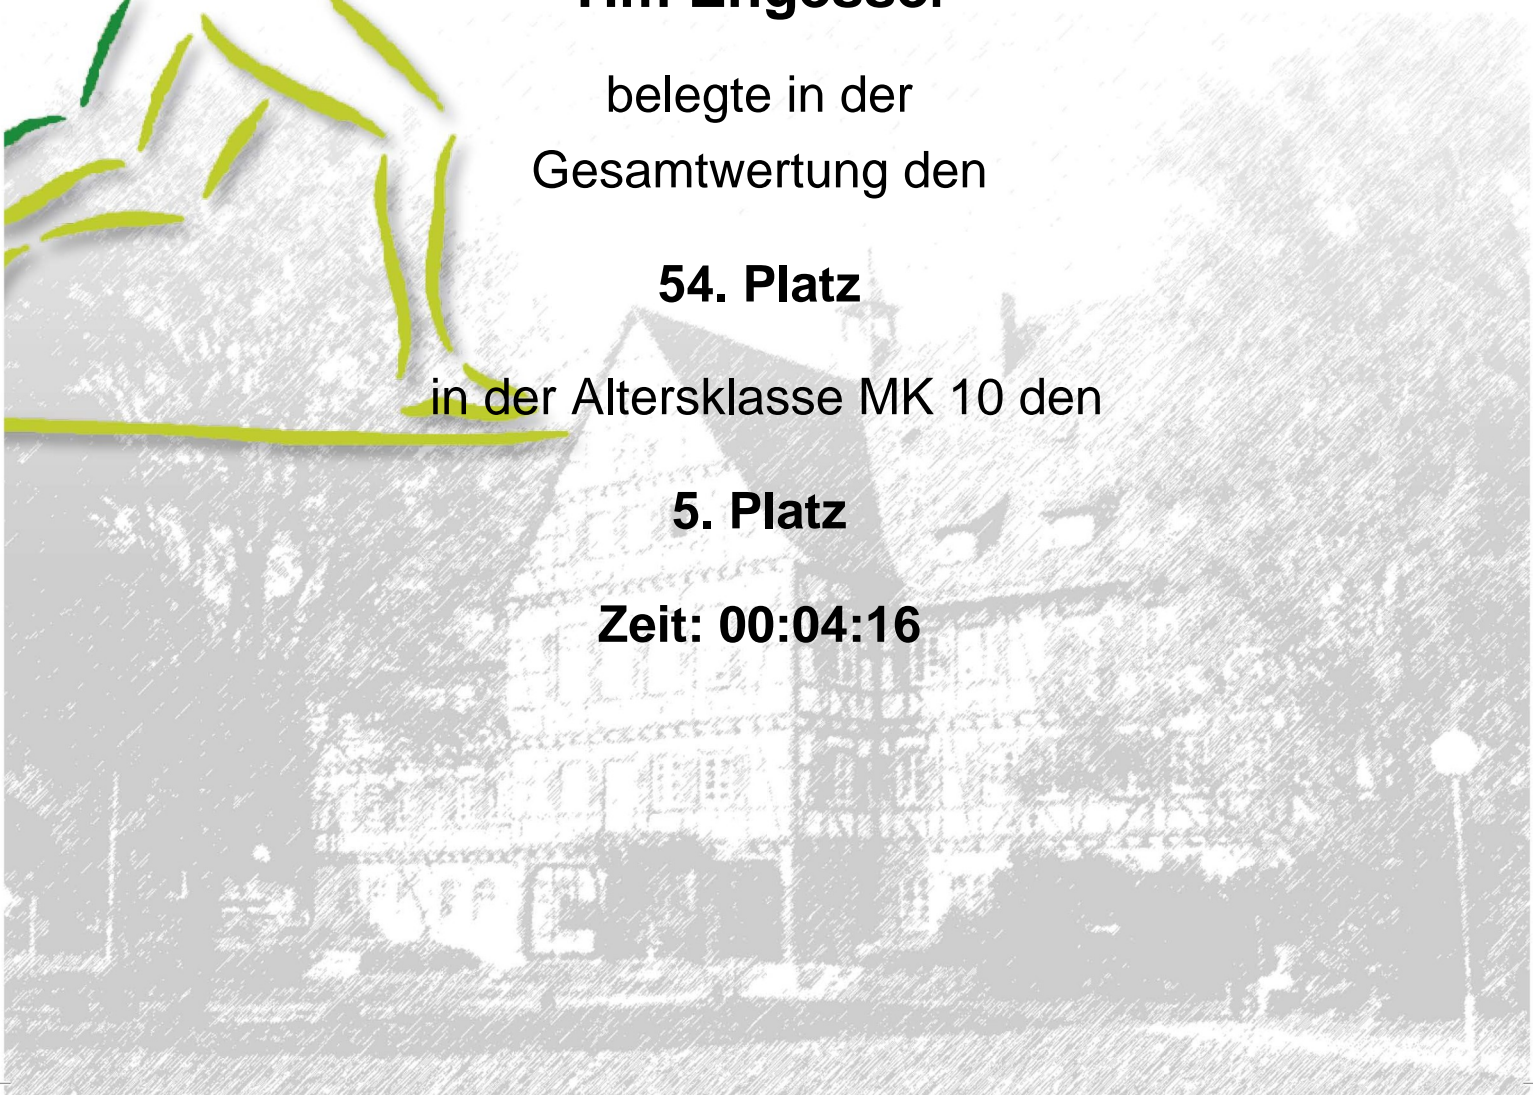 belegte in der
Gesamtwertung den
54. Platz
in der Altersklasse MK 10 den
5. Platz
Zeit: 00:04:16